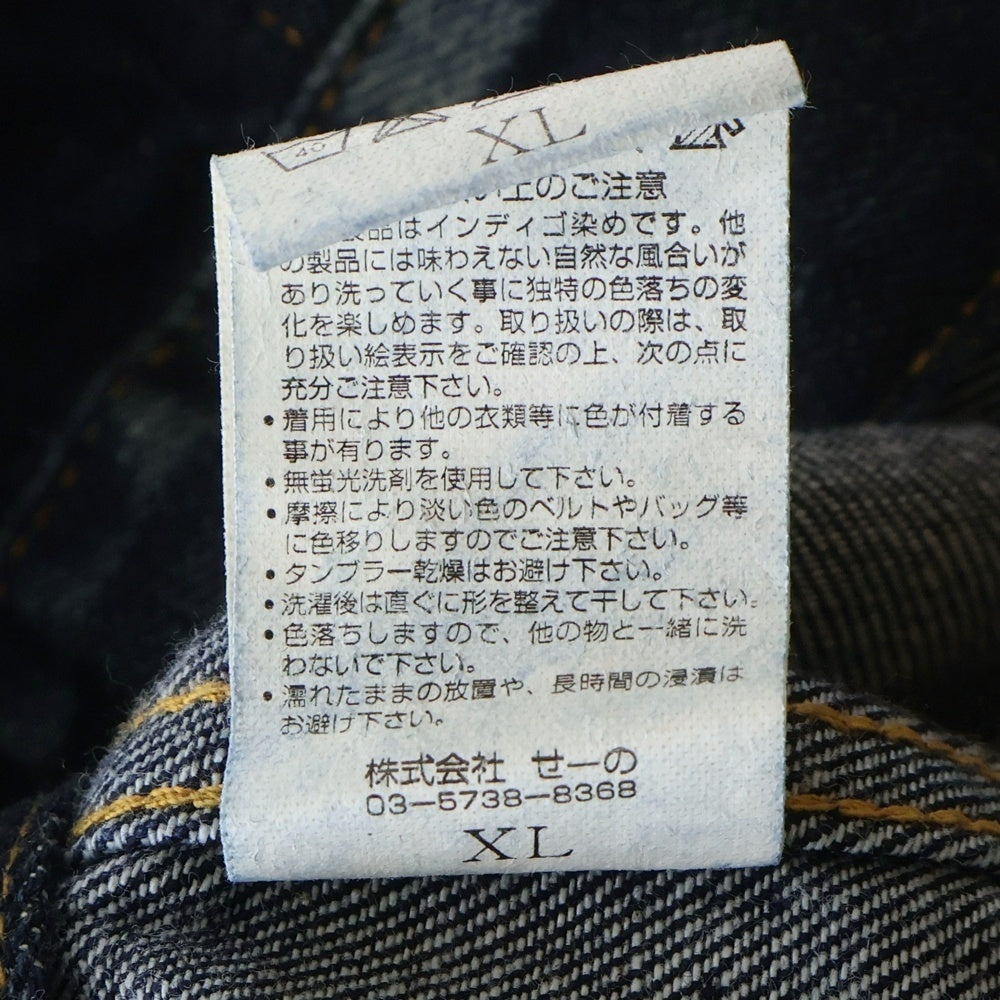 40
XL
い上のご注意
製品はインディゴ染めです。他
の製品には味わえない自然な風合いが
あり洗っていく事に独特の色落ちの変
化を楽しめます。取り扱いの際は、取
り扱い絵表示をご確認の上、次の点に
充分ご注意下さい。
•着用により他の衣類等に色が付着する
事が有ります。
•無蛍光洗剤を使用して下さい。
•摩擦により淡い色のベルトやバッグ等
に色移りしますのでご注意下さい。
•タンブラー乾燥はお避け下さい。
•洗濯後は直ぐに形を整えて干して下さい。
•色落ちしますので、他の物と一緒に洗
わないで下さい。
•濡れたままの放置や、長時間の浸漬は
お避け下さい。
株式会社 せーの
03-5738-8368
XL